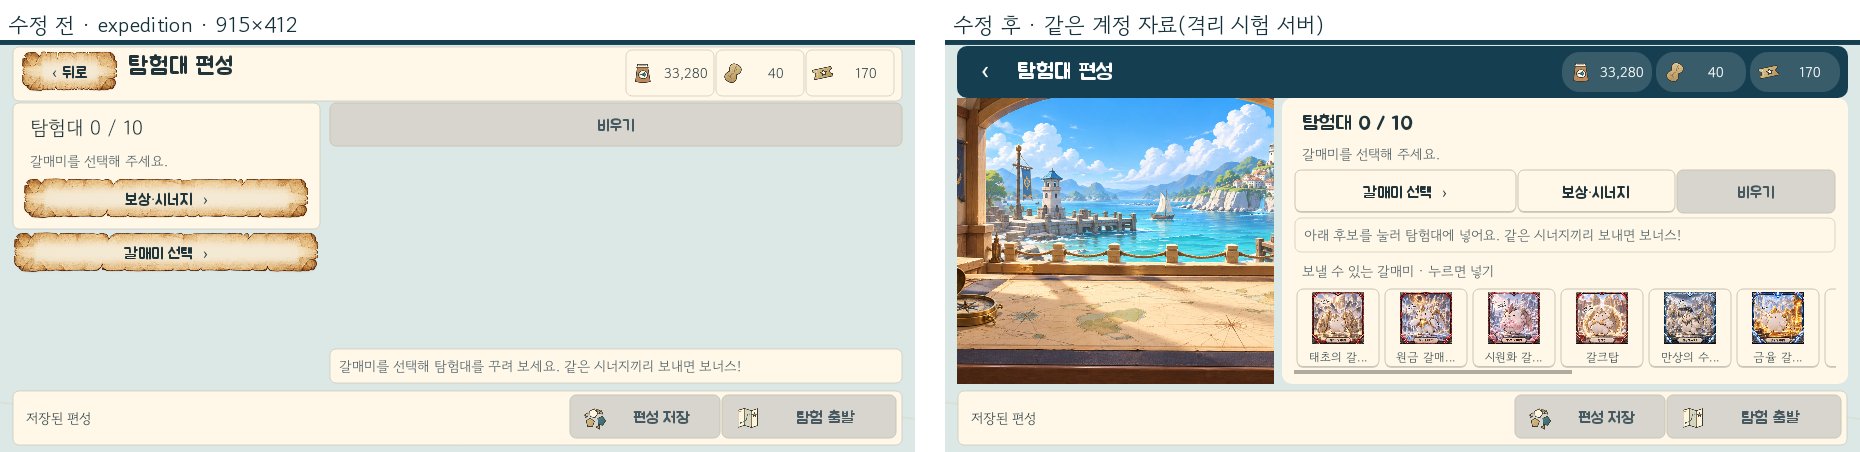 수정 전 · expedition · 915×412
‹ 뒤로 탐험대 편성 33,280 40 170
탐험대 0 / 10
갈매미를 선택해 주세요.
보상·시너지 ›
갈매미 선택 ›
비우기
갈매미를 선택해 탐험대를 꾸려 보세요. 같은 시너지끼리 보내면 보너스!
저장된 편성 편성 저장 탐험 출발
수정 후 · 같은 계정 자료(격리 시험 서버)
‹ 탐험대 편성 33,280 40 170
탐험대 0 / 10
갈매미를 선택해 주세요.
갈매미 선택 › 보상·시너지 비우기
아래 후보를 눌러 탐험대에 넣어요. 같은 시너지끼리 보내면 보너스!
보낼 수 있는 갈매미 · 누르면 넣기
태초의 갈... 원금 갈매... 시원화 갈... 갈크탑 만상의 수... 금율 갈...
저장된 편성 편성 저장 탐험 출발